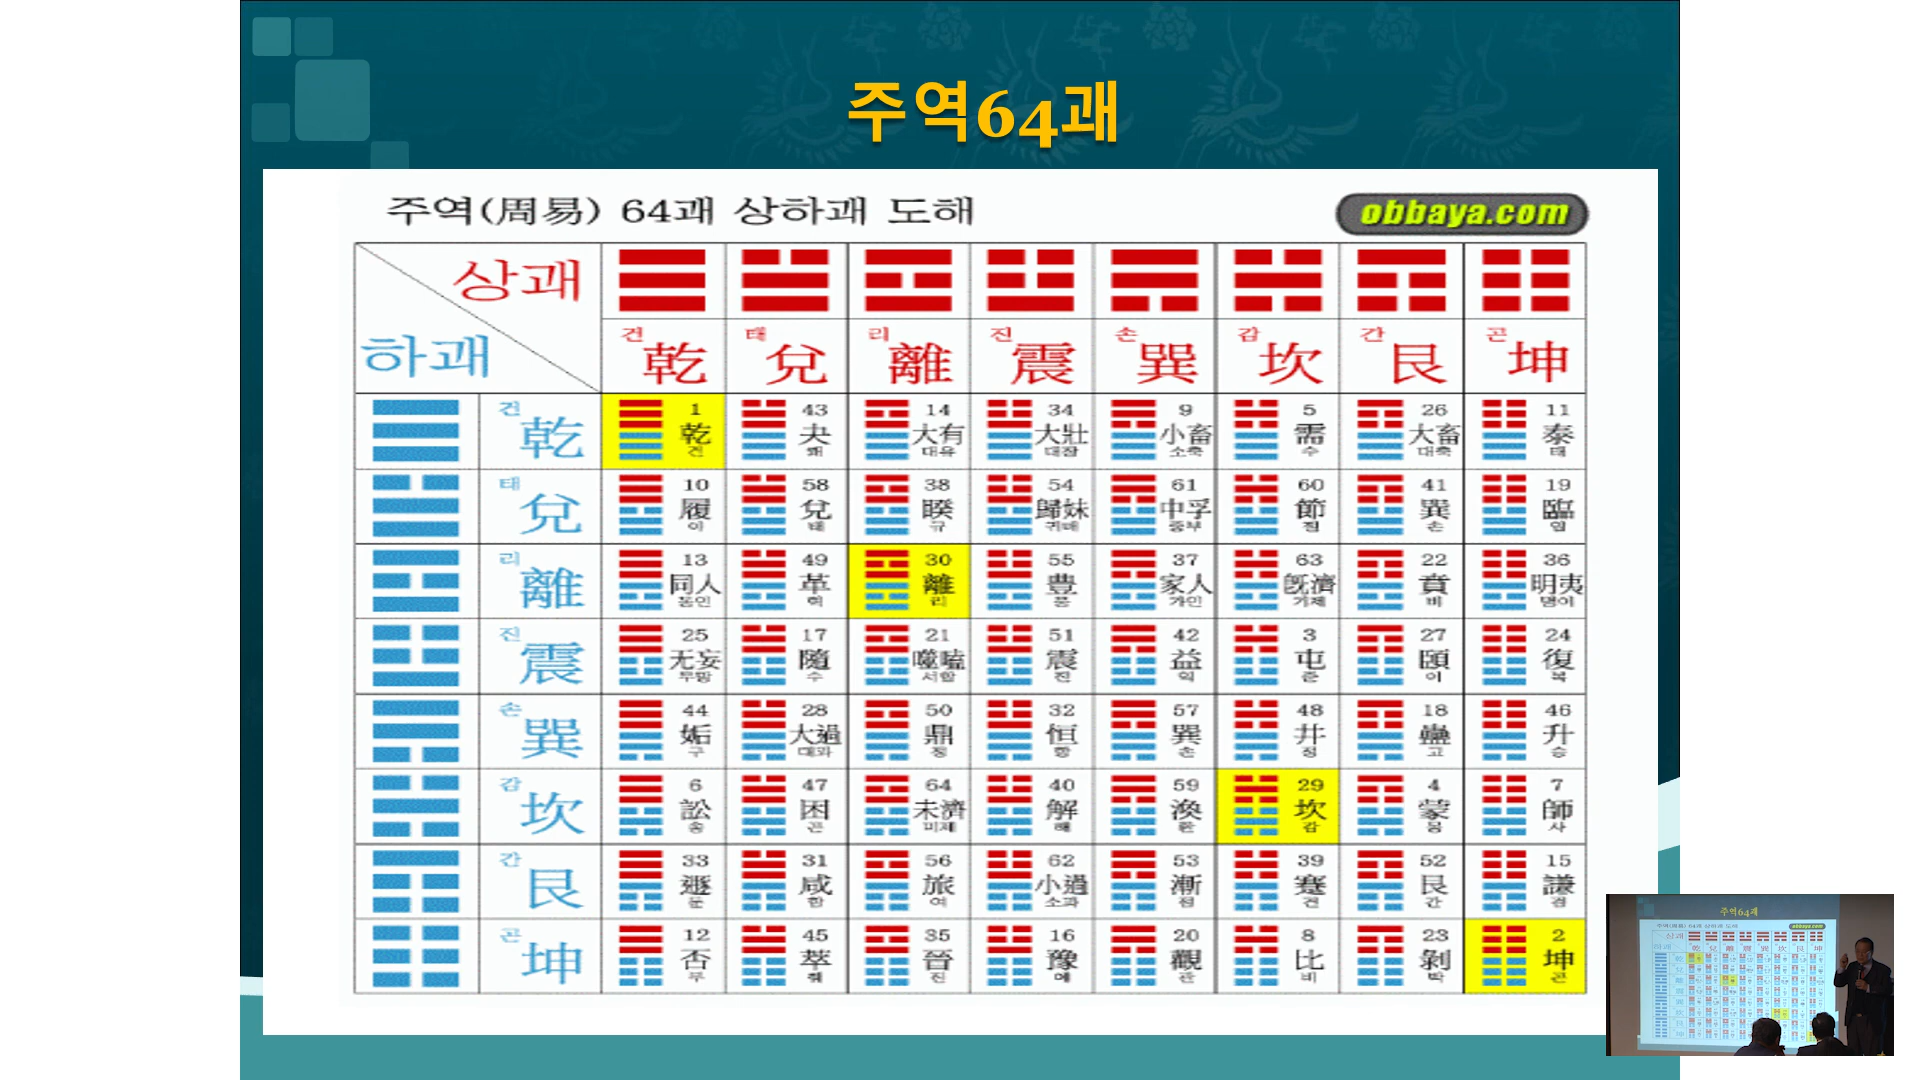 주역64괘
주역(周易) 64괘 상하괘 도해
obbaya.com
상괘
하괘
건 태 리 진 손 감 간 곤
乾 兌 離 震 巽 坎 艮 坤
건 乾
1 43 14 34 9 5 26 11
乾 夬 大有 大壯 小畜 需 大畜 泰
건 쾌 대유 대장 소축 수 대축 태
태 兌
10 58 38 54 61 60 41 19
履 兌 睽 歸妹 中孚 節 巽 臨
이 태 규 귀매 중부 절 손 임
리 離
13 49 30 55 37 63 22 36
同人 革 離 豊 家人 旣濟 賁 明夷
동인 혁 리 풍 가인 기제 비 명이
진 震
25 17 21 51 42 3 27 24
无妄 隨 噬嗑 震 益 屯 頤 復
무망 수 서합 진 익 준 이 복
손 巽
44 28 50 32 57 48 18 46
姤 大過 鼎 恒 巽 井 蠱 升
구 대과 정 항 손 정 고 승
감 坎
6 47 64 40 59 29 4 7
訟 困 未濟 解 渙 坎 蒙 師
송 곤 미제 해 환 감 몽 사
간 艮
33 31 56 62 53 39 52 15
遯 咸 旅 小過 漸 蹇 艮 謙
둔 함 여 소과 점 건 간 겸
곤 坤
12 45 35 16 20 8 23 2
否 萃 晉 豫 觀 比 剝 坤
부 췌 진 예 관 비 박 곤
주역64괘